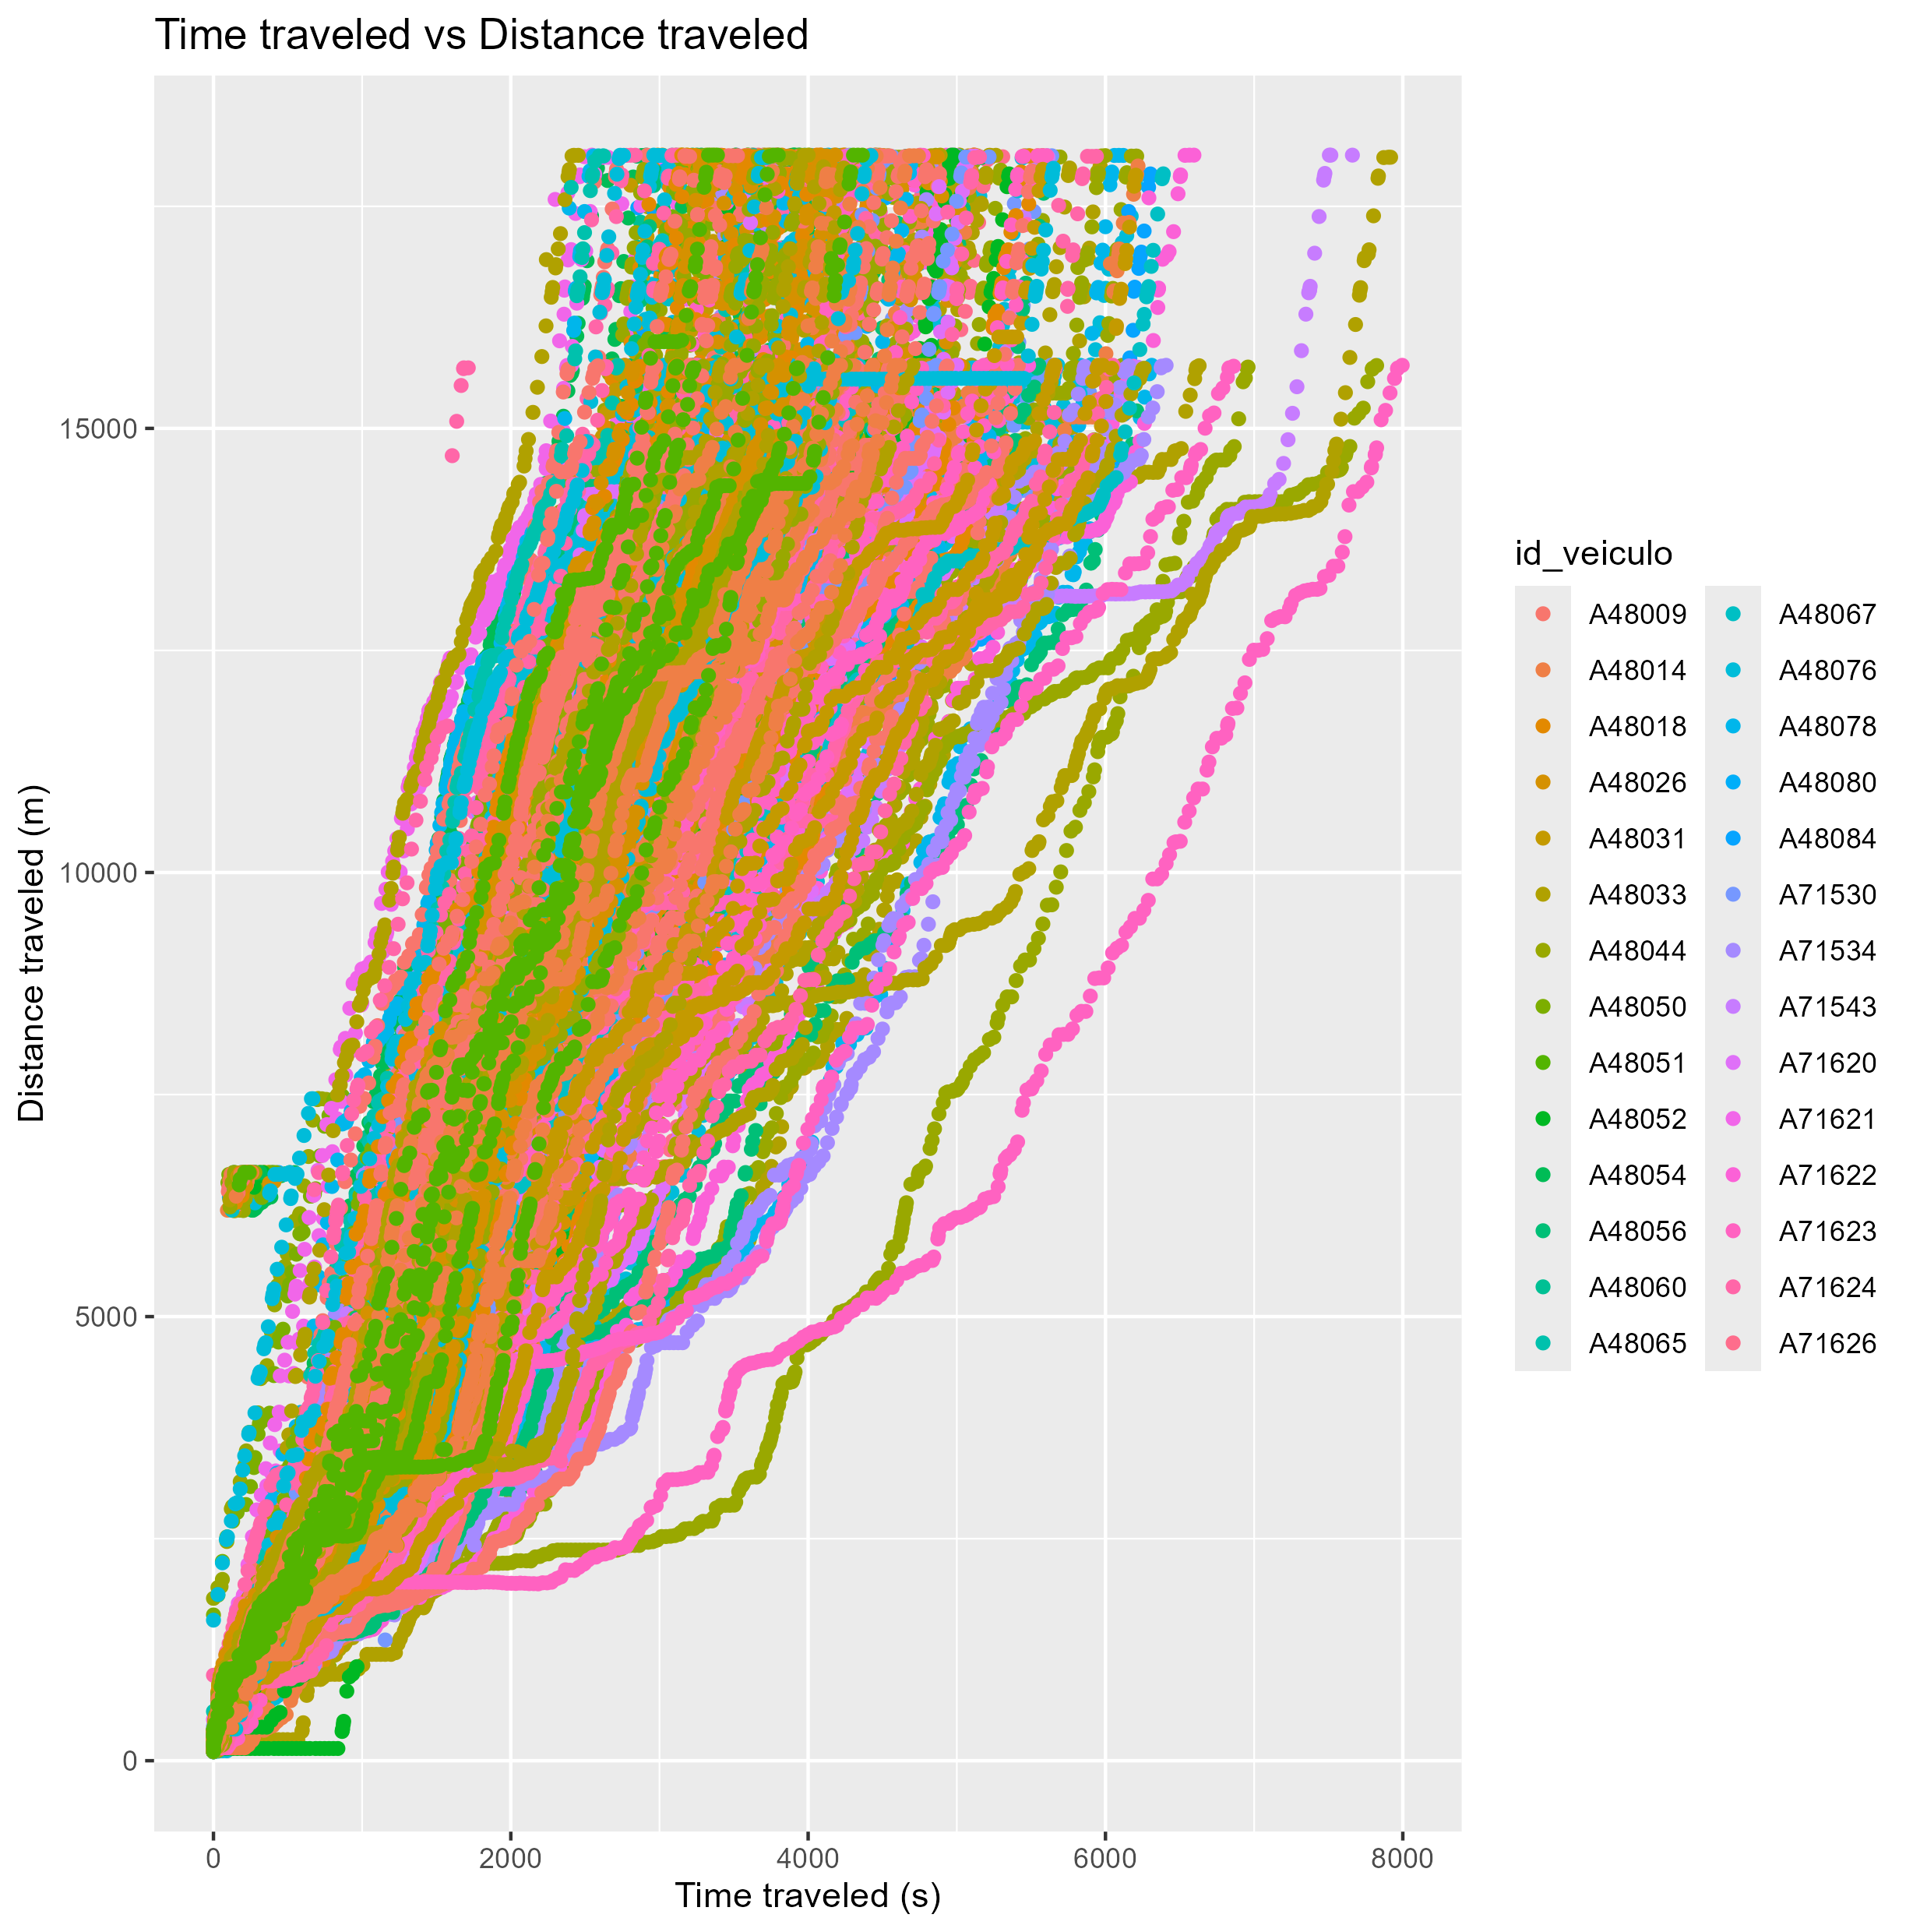 Time traveled vs Distance traveled
Distance traveled (m)
15000
10000
5000
0
0 2000 4000 6000 8000
Time traveled (s)
id_veiculo
A48009 A48067
A48014 A48076
A48018 A48078
A48026 A48080
A48031 A48084
A48033 A71530
A48044 A71534
A48050 A71543
A48051 A71620
A48052 A71621
A48054 A71622
A48056 A71623
A48060 A71624
A48065 A71626